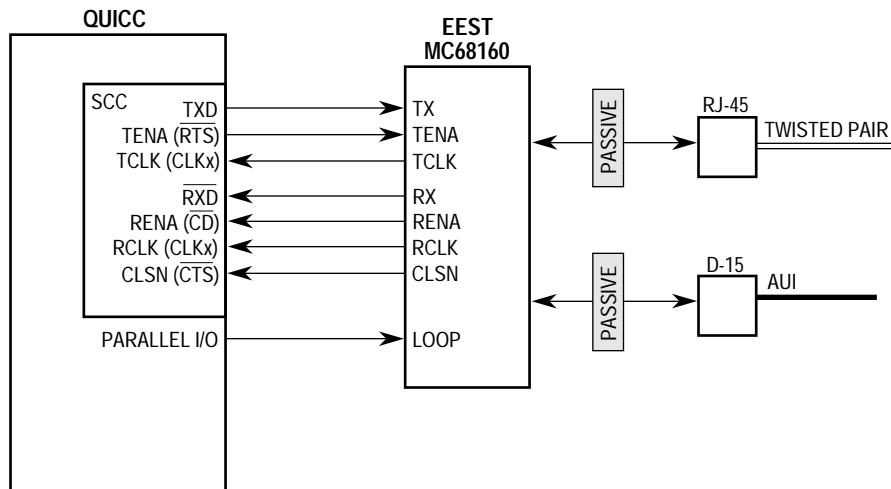 QUICC
EEST
MC68160
SCC
TXD
TENA (RTS)
TCLK (CLKx)
RXD
RENA (CD)
RCLK (CLKx)
CLSN (CTS)
PARALLEL I/O
TX
TENA
TCLK
RX
RENA
RCLK
CLSN
LOOP
PASSIVE
RJ-45
TWISTED PAIR
PASSIVE
D-15
AUI